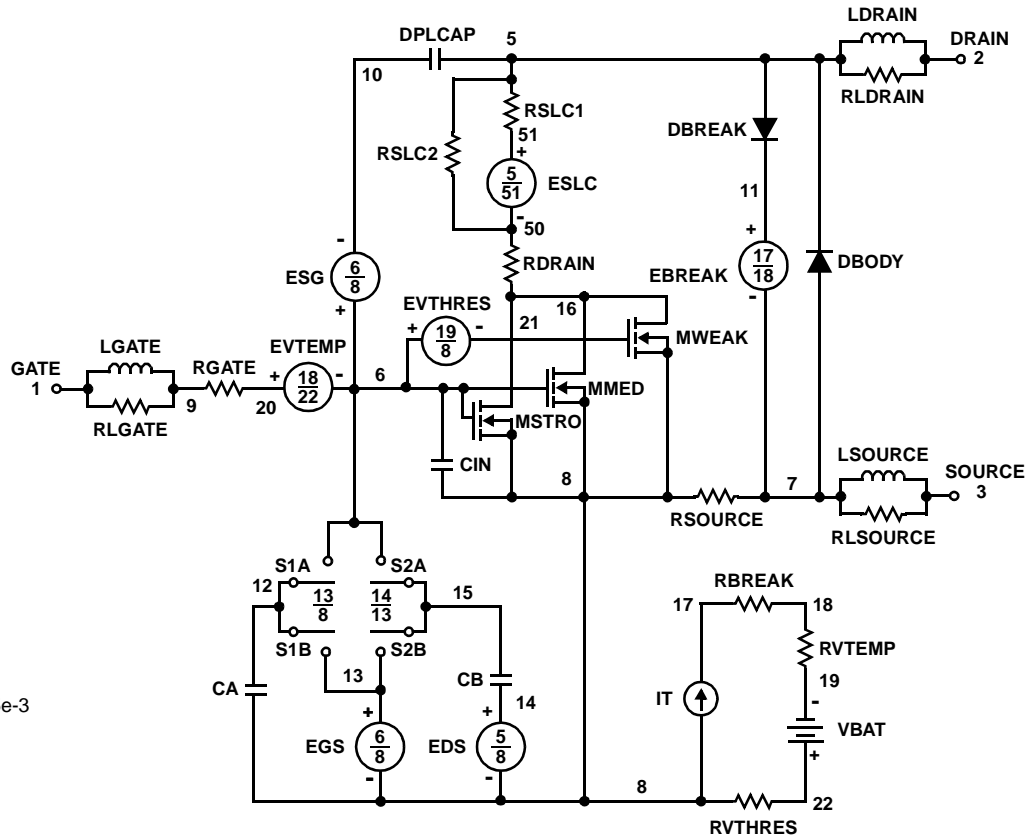 LDRAIN
DPLCAP 5 DRAIN
10 2
RLDRAIN
RSLC1
DBREAK
51
+
RSLC2
5
51
ESLC
11
-
50
- +
RDRAIN
17
18
DBODY
6
8
ESG
EBREAK
EVTHRES 16
-
+
+ 19
8
- 21
MWEAK
LGATE
EVTEMP
GATE RGATE
+ 18
22
- 6
MMED
1
9 20
MSTRO
RLGATE
LSOURCE
CIN
8 7
SOURCE
3
RSOURCE
RLSOURCE
S1A S2A
RBREAK
12
13
8
14
13
15
17 18
S1B S2B
RVTEMP
13
CB
19
CA
14
IT
-
e-3
+ +
VBAT
EGS
6
8
EDS
5
8
+
- -
8
22
RVTHRES